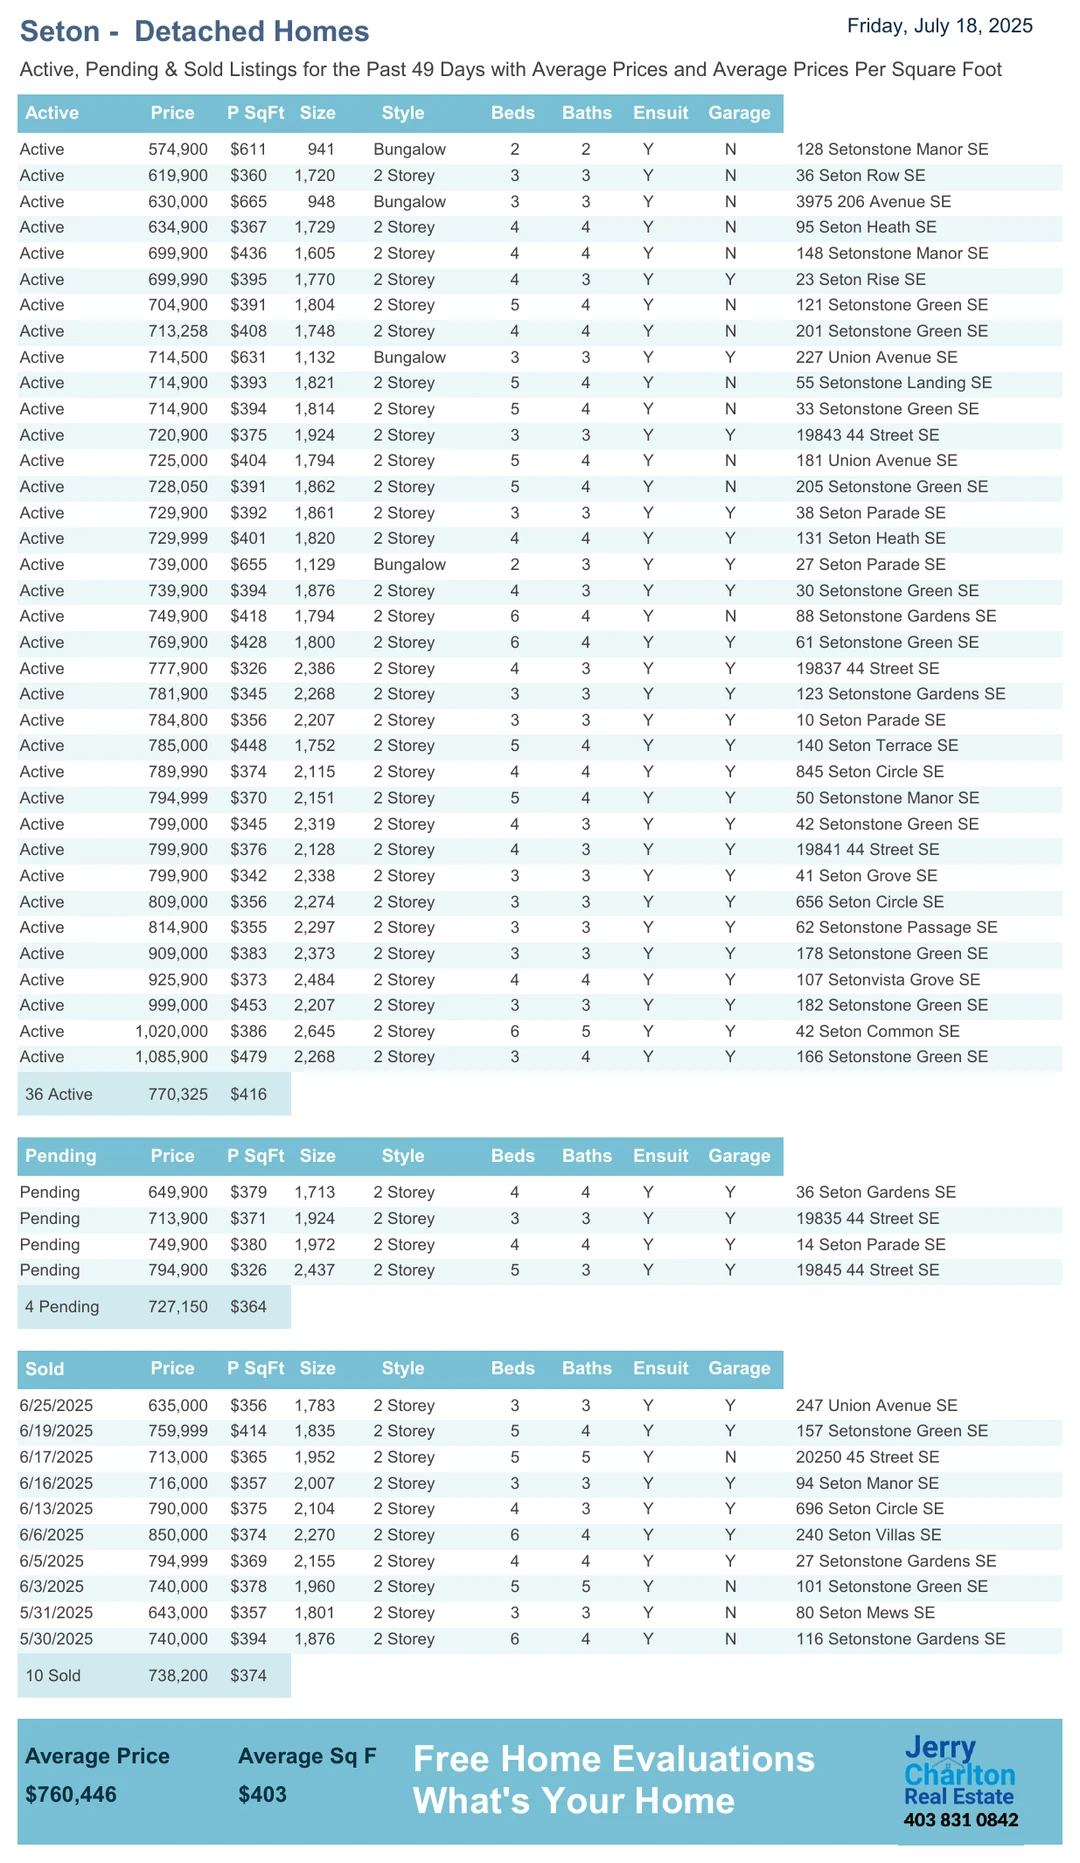 Seton -  Detached Homes
Friday, July 18, 2025
Active, Pending & Sold Listings for the Past 49 Days with Average Prices and Average Prices Per Square Foot
Active Price P SqFt Size Style Beds Baths Ensuit Garage
Active 574,900 $611 941 Bungalow 2 2 Y N 128 Setonstone Manor SE
Active 619,900 $360 1,720 2 Storey 3 3 Y N 36 Seton Row SE
Active 630,000 $665 948 Bungalow 3 3 Y N 3975 206 Avenue SE
Active 634,900 $367 1,729 2 Storey 4 4 Y N 95 Seton Heath SE
Active 699,900 $436 1,605 2 Storey 4 4 Y N 148 Setonstone Manor SE
Active 699,990 $395 1,770 2 Storey 4 3 Y Y 23 Seton Rise SE
Active 704,900 $391 1,804 2 Storey 5 4 Y N 121 Setonstone Green SE
Active 713,258 $408 1,748 2 Storey 4 4 Y N 201 Setonstone Green SE
Active 714,500 $631 1,132 Bungalow 3 3 Y Y 227 Union Avenue SE
Active 714,900 $393 1,821 2 Storey 5 4 Y N 55 Setonstone Landing SE
Active 714,900 $394 1,814 2 Storey 5 4 Y N 33 Setonstone Green SE
Active 720,900 $375 1,924 2 Storey 3 3 Y Y 19843 44 Street SE
Active 725,000 $404 1,794 2 Storey 5 4 Y N 181 Union Avenue SE
Active 728,050 $391 1,862 2 Storey 5 4 Y N 205 Setonstone Green SE
Active 729,900 $392 1,861 2 Storey 3 3 Y Y 38 Seton Parade SE
Active 729,999 $401 1,820 2 Storey 4 4 Y Y 131 Seton Heath SE
Active 739,000 $655 1,129 Bungalow 2 3 Y Y 27 Seton Parade SE
Active 739,900 $394 1,876 2 Storey 4 3 Y Y 30 Setonstone Green SE
Active 749,900 $418 1,794 2 Storey 6 4 Y N 88 Setonstone Gardens SE
Active 769,900 $428 1,800 2 Storey 6 4 Y Y 61 Setonstone Green SE
Active 777,900 $326 2,386 2 Storey 4 3 Y Y 19837 44 Street SE
Active 781,900 $345 2,268 2 Storey 3 3 Y Y 123 Setonstone Gardens SE
Active 784,800 $356 2,207 2 Storey 3 3 Y Y 10 Seton Parade SE
Active 785,000 $448 1,752 2 Storey 5 4 Y Y 140 Seton Terrace SE
Active 789,990 $374 2,115 2 Storey 4 4 Y Y 845 Seton Circle SE
Active 794,999 $370 2,151 2 Storey 5 4 Y Y 50 Setonstone Manor SE
Active 799,000 $345 2,319 2 Storey 4 3 Y Y 42 Setonstone Green SE
Active 799,900 $376 2,128 2 Storey 4 3 Y Y 19841 44 Street SE
Active 799,900 $342 2,338 2 Storey 3 3 Y Y 41 Seton Grove SE
Active 809,000 $356 2,274 2 Storey 3 3 Y Y 656 Seton Circle SE
Active 814,900 $355 2,297 2 Storey 3 3 Y Y 62 Setonstone Passage SE
Active 909,000 $383 2,373 2 Storey 3 3 Y Y 178 Setonstone Green SE
Active 925,900 $373 2,484 2 Storey 4 4 Y Y 107 Setonvista Grove SE
Active 999,000 $453 2,207 2 Storey 3 3 Y Y 182 Setonstone Green SE
Active 1,020,000 $386 2,645 2 Storey 6 5 Y Y 42 Seton Common SE
Active 1,085,900 $479 2,268 2 Storey 3 4 Y Y 166 Setonstone Green SE
36 Active 770,325 $416
Pending Price P SqFt Size Style Beds Baths Ensuit Garage
Pending 649,900 $379 1,713 2 Storey 4 4 Y Y 36 Seton Gardens SE
Pending 713,900 $371 1,924 2 Storey 3 3 Y Y 19835 44 Street SE
Pending 749,900 $380 1,972 2 Storey 4 4 Y Y 14 Seton Parade SE
Pending 794,900 $326 2,437 2 Storey 5 3 Y Y 19845 44 Street SE
4 Pending 727,150 $364
Sold Price P SqFt Size Style Beds Baths Ensuit Garage
6/25/2025 635,000 $356 1,783 2 Storey 3 3 Y Y 247 Union Avenue SE
6/19/2025 759,999 $414 1,835 2 Storey 5 4 Y Y 157 Setonstone Green SE
6/17/2025 713,000 $365 1,952 2 Storey 5 5 Y N 20250 45 Street SE
6/16/2025 716,000 $357 2,007 2 Storey 3 3 Y Y 94 Seton Manor SE
6/13/2025 790,000 $375 2,104 2 Storey 4 3 Y Y 696 Seton Circle SE
6/6/2025 850,000 $374 2,270 2 Storey 6 4 Y Y 240 Seton Villas SE
6/5/2025 794,999 $369 2,155 2 Storey 4 4 Y Y 27 Setonstone Gardens SE
6/3/2025 740,000 $378 1,960 2 Storey 5 5 Y N 101 Setonstone Green SE
5/31/2025 643,000 $357 1,801 2 Storey 3 3 Y N 80 Seton Mews SE
5/30/2025 740,000 $394 1,876 2 Storey 6 4 Y N 116 Setonstone Gardens SE
10 Sold 738,200 $374
Average Price Average Sq F
$760,446 $403
Free Home Evaluations
What's Your Home
Jerry
Charlton
Real Estate
403 831 0842